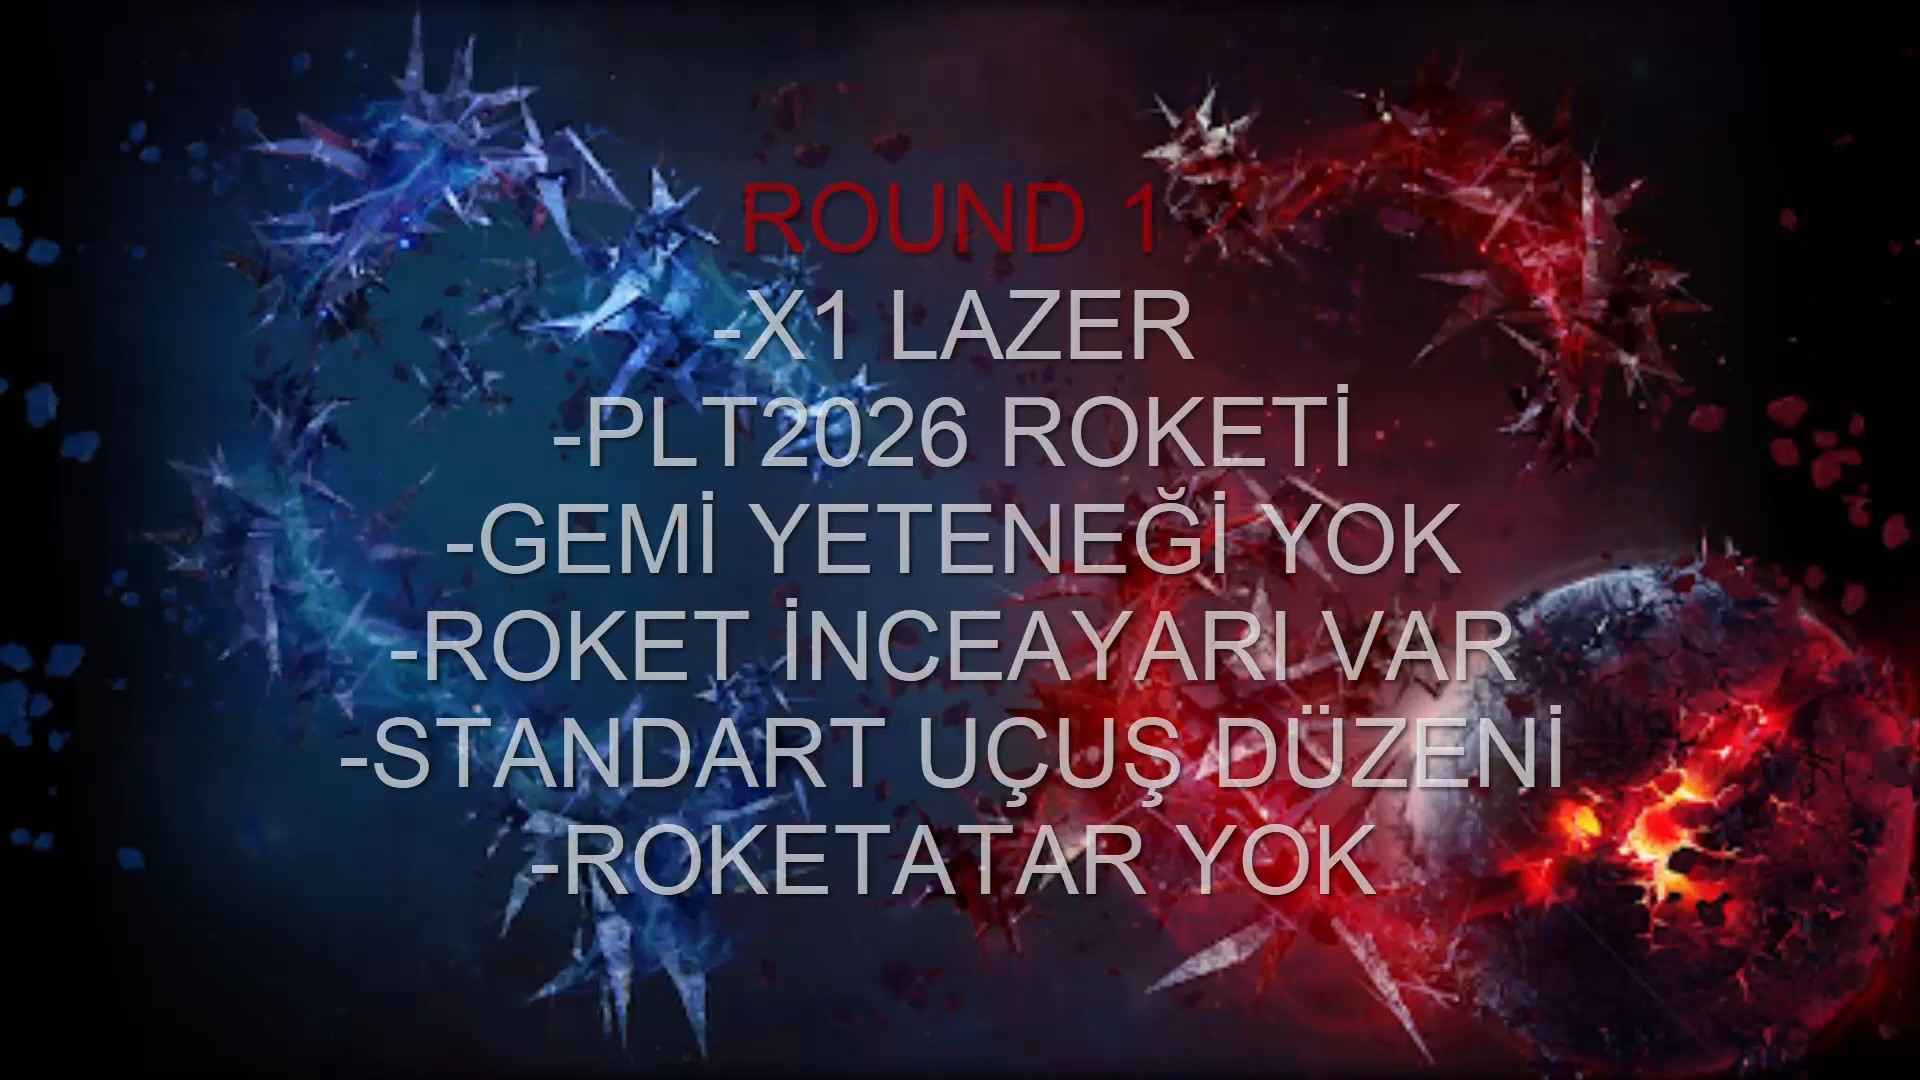 ROUND 1
-X1 LAZER
-PLT2026 ROKETİ
-GEMİ YETENEĞİ YOK
-ROKET İNCEAYARI VAR
-STANDART UÇUŞ DÜZENİ
-ROKETATAR YOK